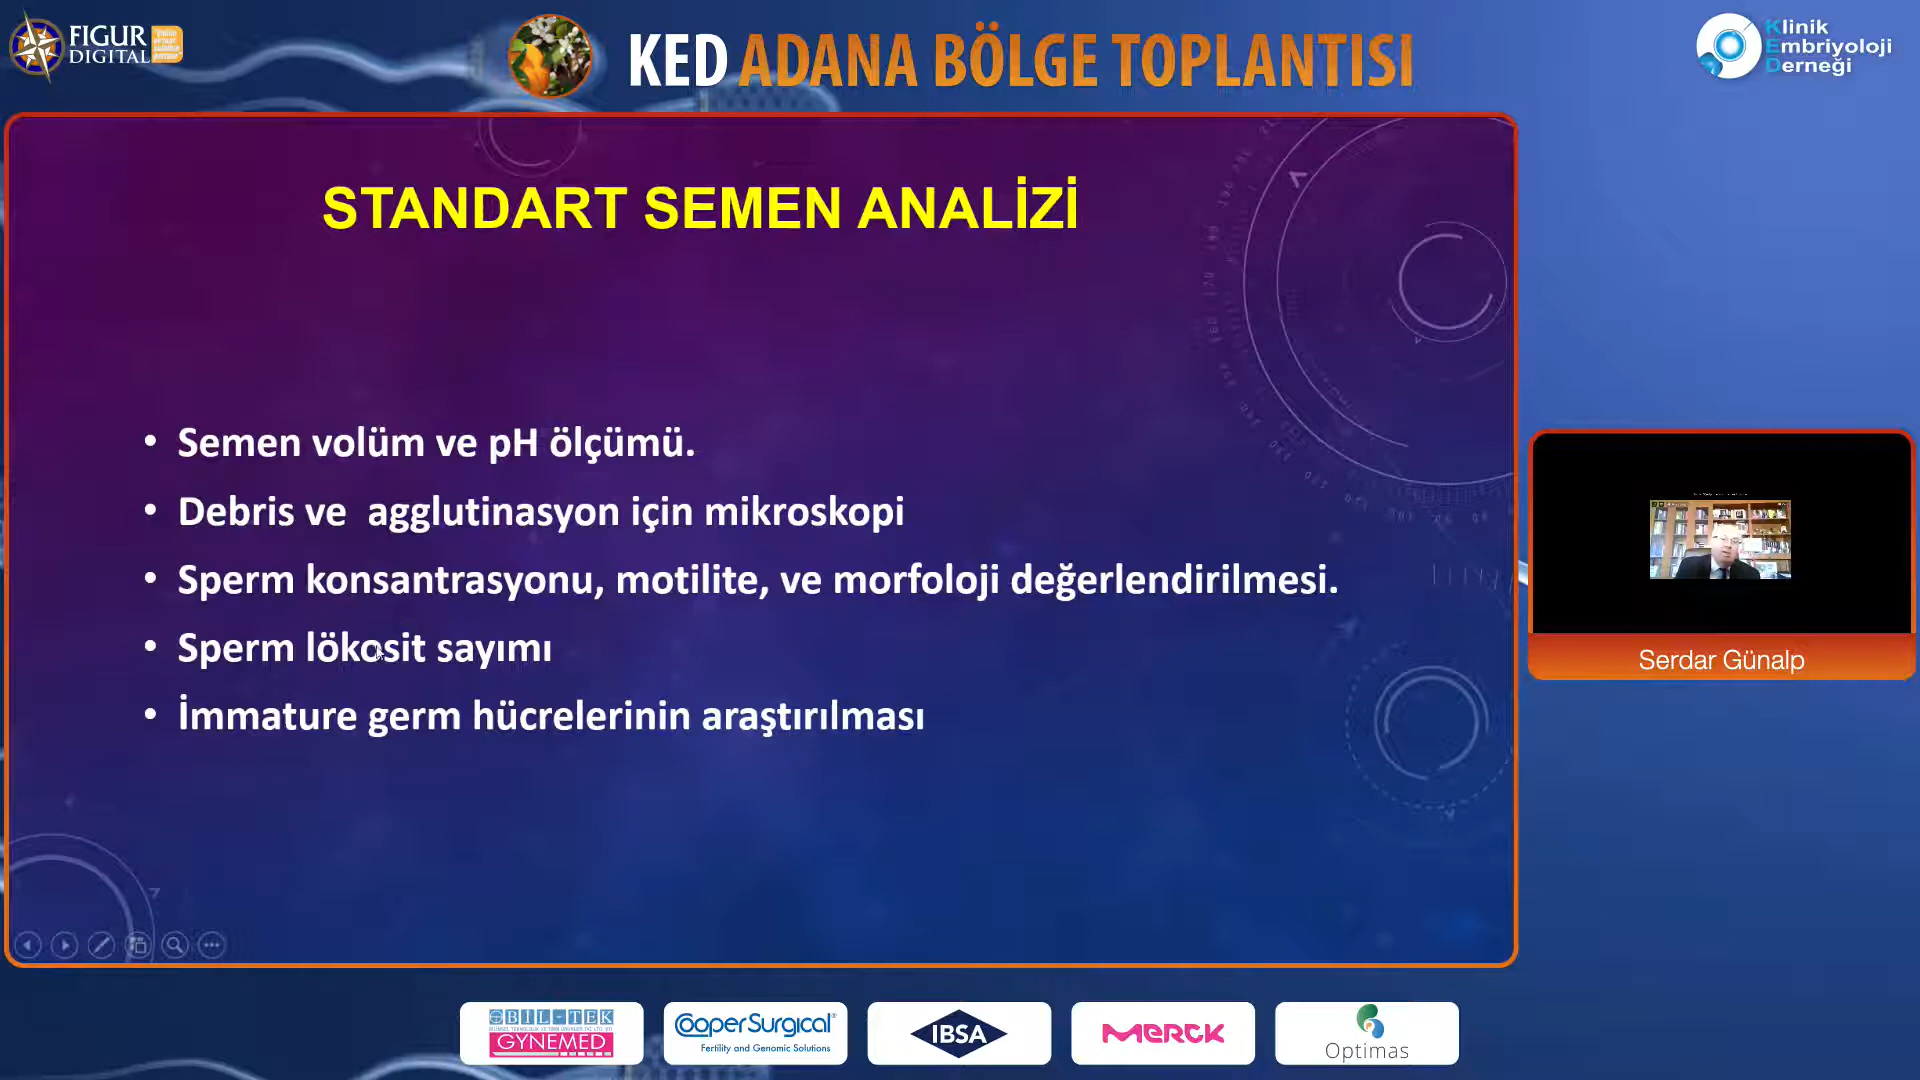 FIGUR
DIGITAL
KED ADANA BÖLGE TOPLANTISI
Klinik
Embriyoloji
Derneği
STANDART SEMEN ANALİZİ
• Semen volüm ve pH ölçümü.
• Debris ve agglutinasyon için mikroskopi
• Sperm konsantrasyonu, motilite, ve morfoloji değerlendirilmesi.
• Sperm lökosit sayımı
• İmmature germ hücrelerinin araştırılması
Serdar Günalp
BIL-TEK
GYNEMED
CooperSurgical
Fertility and Genomic Solutions
IBSA
MERCK
Optimas